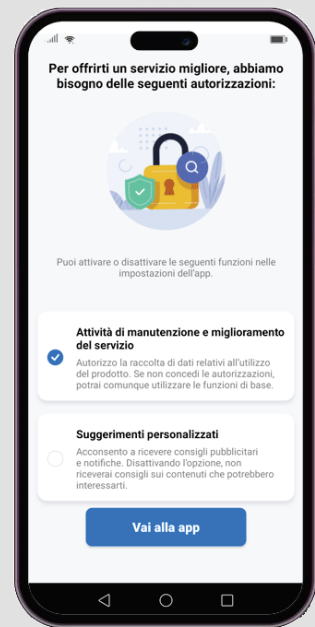 Per offrirti un servizio migliore, abbiamo
bisogno delle seguenti autorizzazioni:
Puoi attivare o disattivare le seguenti funzioni nelle
impostazioni dell'app.
Attività di manutenzione e miglioramento
del servizio
Autorizzo la raccolta di dati relativi all'utilizzo
del prodotto. Se non concedi le autorizzazioni,
potrai comunque utilizzare le funzioni di base.
Suggerimenti personalizzati
Acconsento a ricevere consigli pubblicitari
e notifiche. Disattivando l'opzione, non
riceverai consigli sui contenuti che potrebbero
interessarti.
Vai alla app